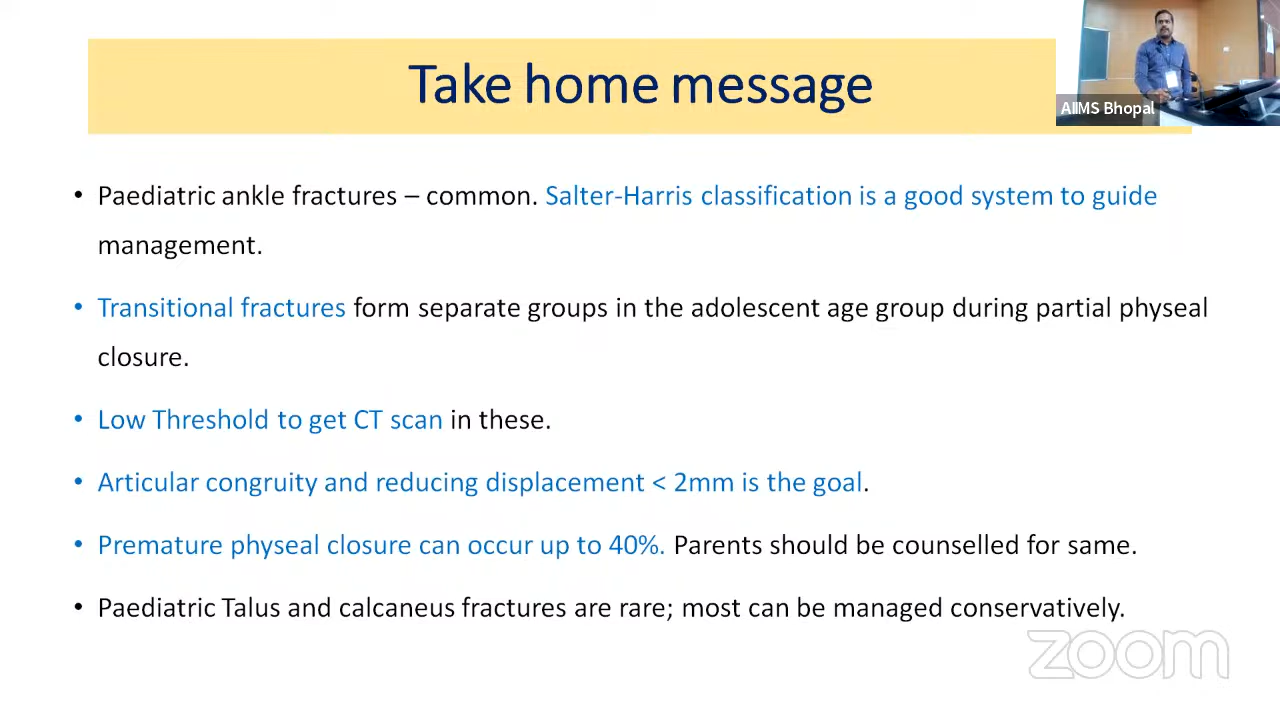 Take home message
AIIMS Bhopal
• Paediatric ankle fractures – common. Salter-Harris classification is a good system to guide
management.
• Transitional fractures form separate groups in the adolescent age group during partial physeal
closure.
• Low Threshold to get CT scan in these.
• Articular congruity and reducing displacement < 2mm is the goal.
• Premature physeal closure can occur up to 40%. Parents should be counselled for same.
• Paediatric Talus and calcaneus fractures are rare; most can be managed conservatively.
zoom